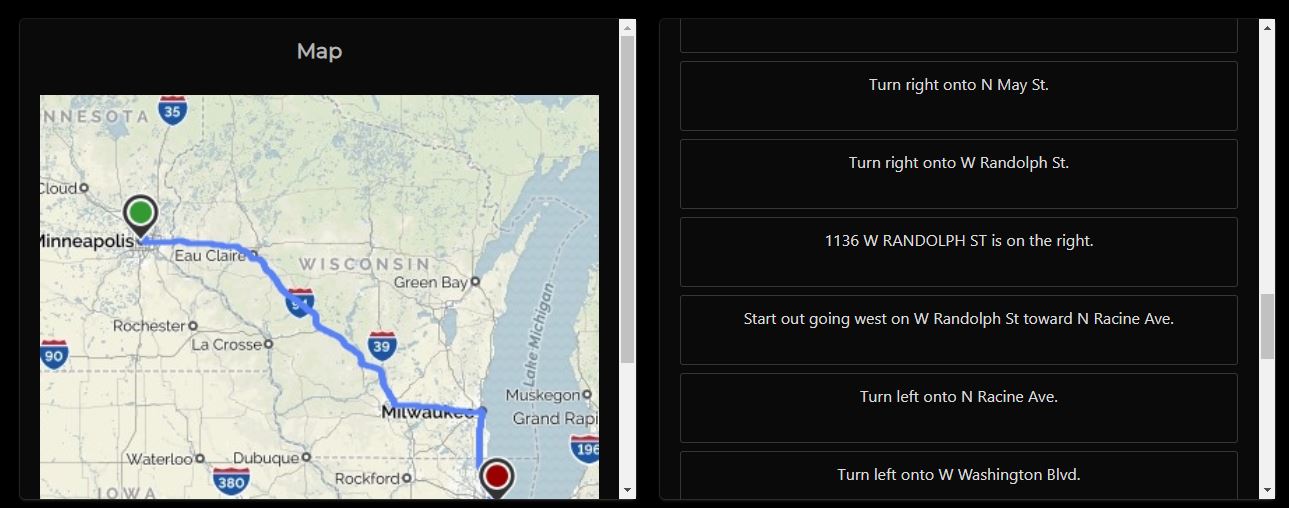 Map
NNESOTA
35
Cloud
Minneapolis
Eau Claire
WISCONSIN
Green Bay
94
Rochester
La Crosse
39
90
Lake Michigan
Muskegon
Milwaukee
Grand Rapi
196
Waterloo
Dubuque
Rockford
380
IOWA
Turn right onto N May St.
Turn right onto W Randolph St.
1136 W RANDOLPH ST is on the right.
Start out going west on W Randolph St toward N Racine Ave.
Turn left onto N Racine Ave.
Turn left onto W Washington Blvd.